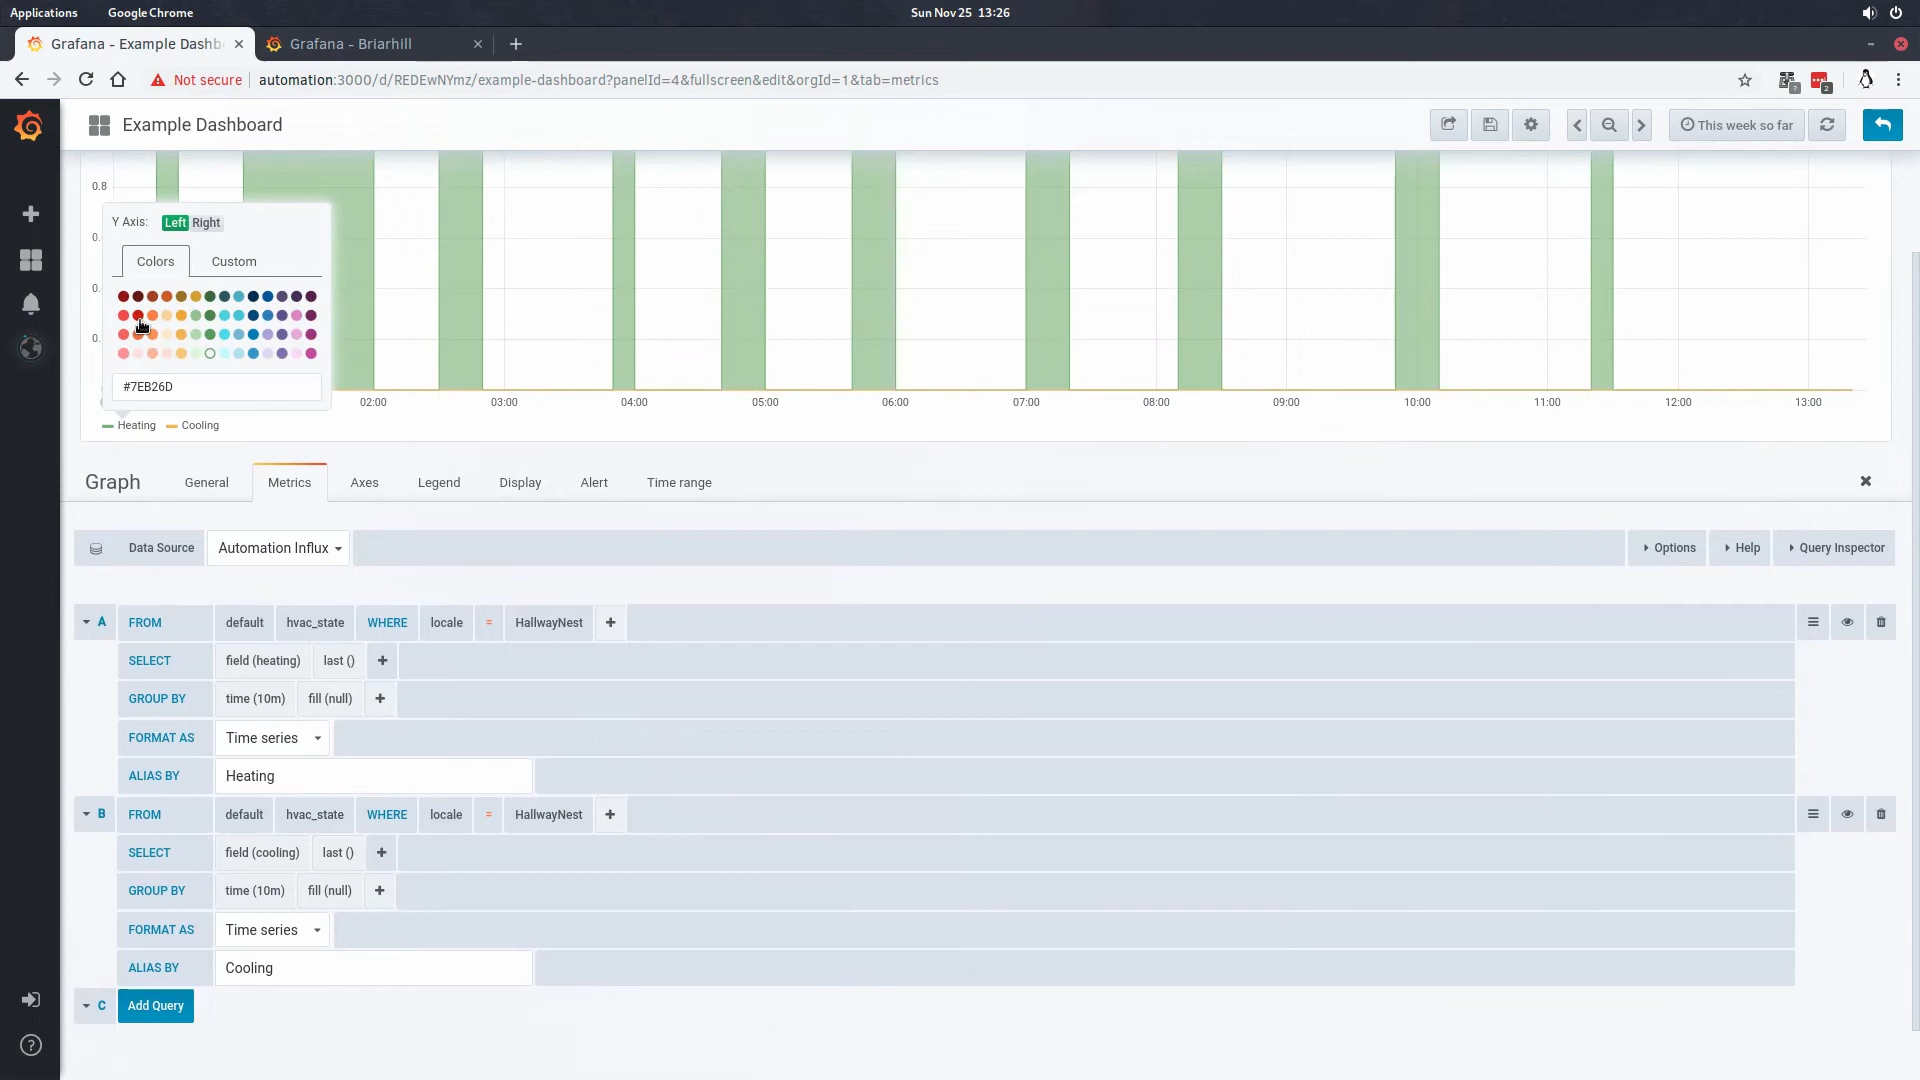 Applications Google Chrome Sun Nov 25 13:26
Grafana - Example Dashb Grafana - Briarhill
Not secure automation:3000/d/REDEwNYmz/example-dashboard?panelId=4&fullscreen&edit&orgId=1&tab=metrics
? 2
Example Dashboard This week so far
0.8
Y Axis: Left Right
0.
Colors Custom
0.
0.
#7EB26D
02:00 03:00 04:00 05:00 06:00 07:00 08:00 09:00 10:00 11:00 12:00 13:00
Heating Cooling
Graph General Metrics Axes Legend Display Alert Time range
Data Source Automation Influx Options Help Query Inspector
A FROM default hvac_state WHERE locale = HallwayNest +
SELECT field (heating) last () +
GROUP BY time (10m) fill (null) +
FORMAT AS Time series
ALIAS BY Heating
B FROM default hvac_state WHERE locale = HallwayNest +
SELECT field (cooling) last () +
GROUP BY time (10m) fill (null) +
FORMAT AS Time series
ALIAS BY Cooling
C Add Query